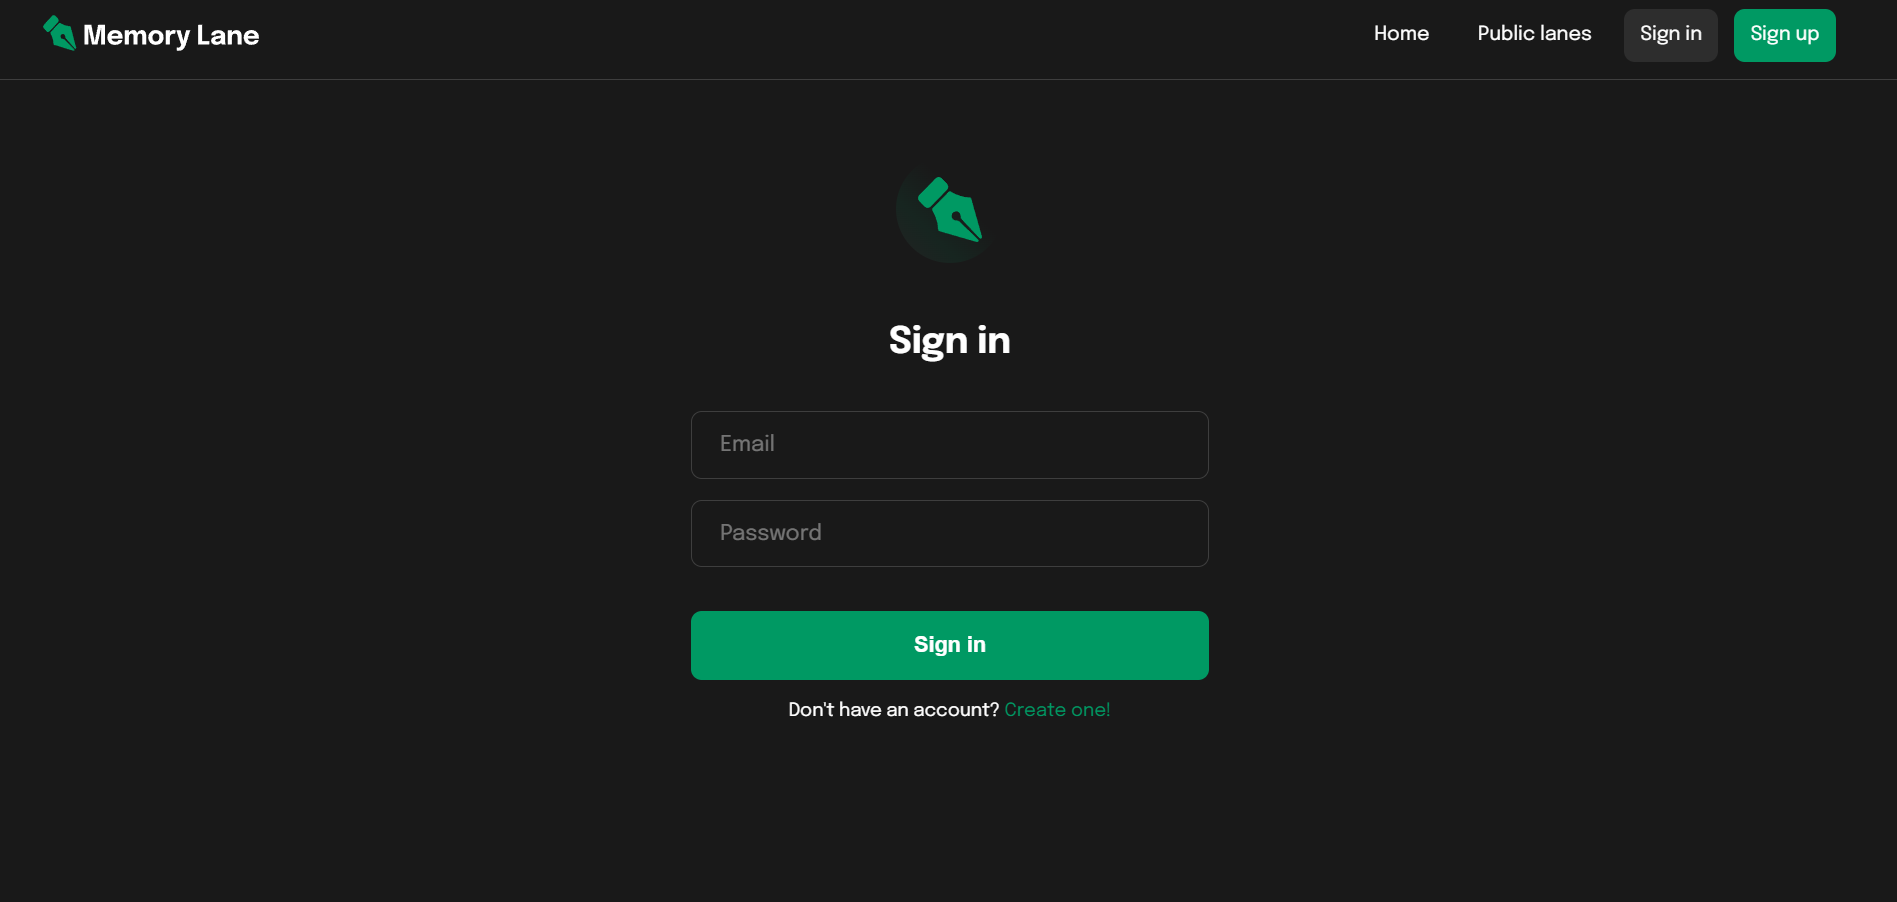 Memory Lane
Home
Public lanes
Sign in
Sign up
Sign in
Email
Password
Sign in
Don't have an account? Create one!